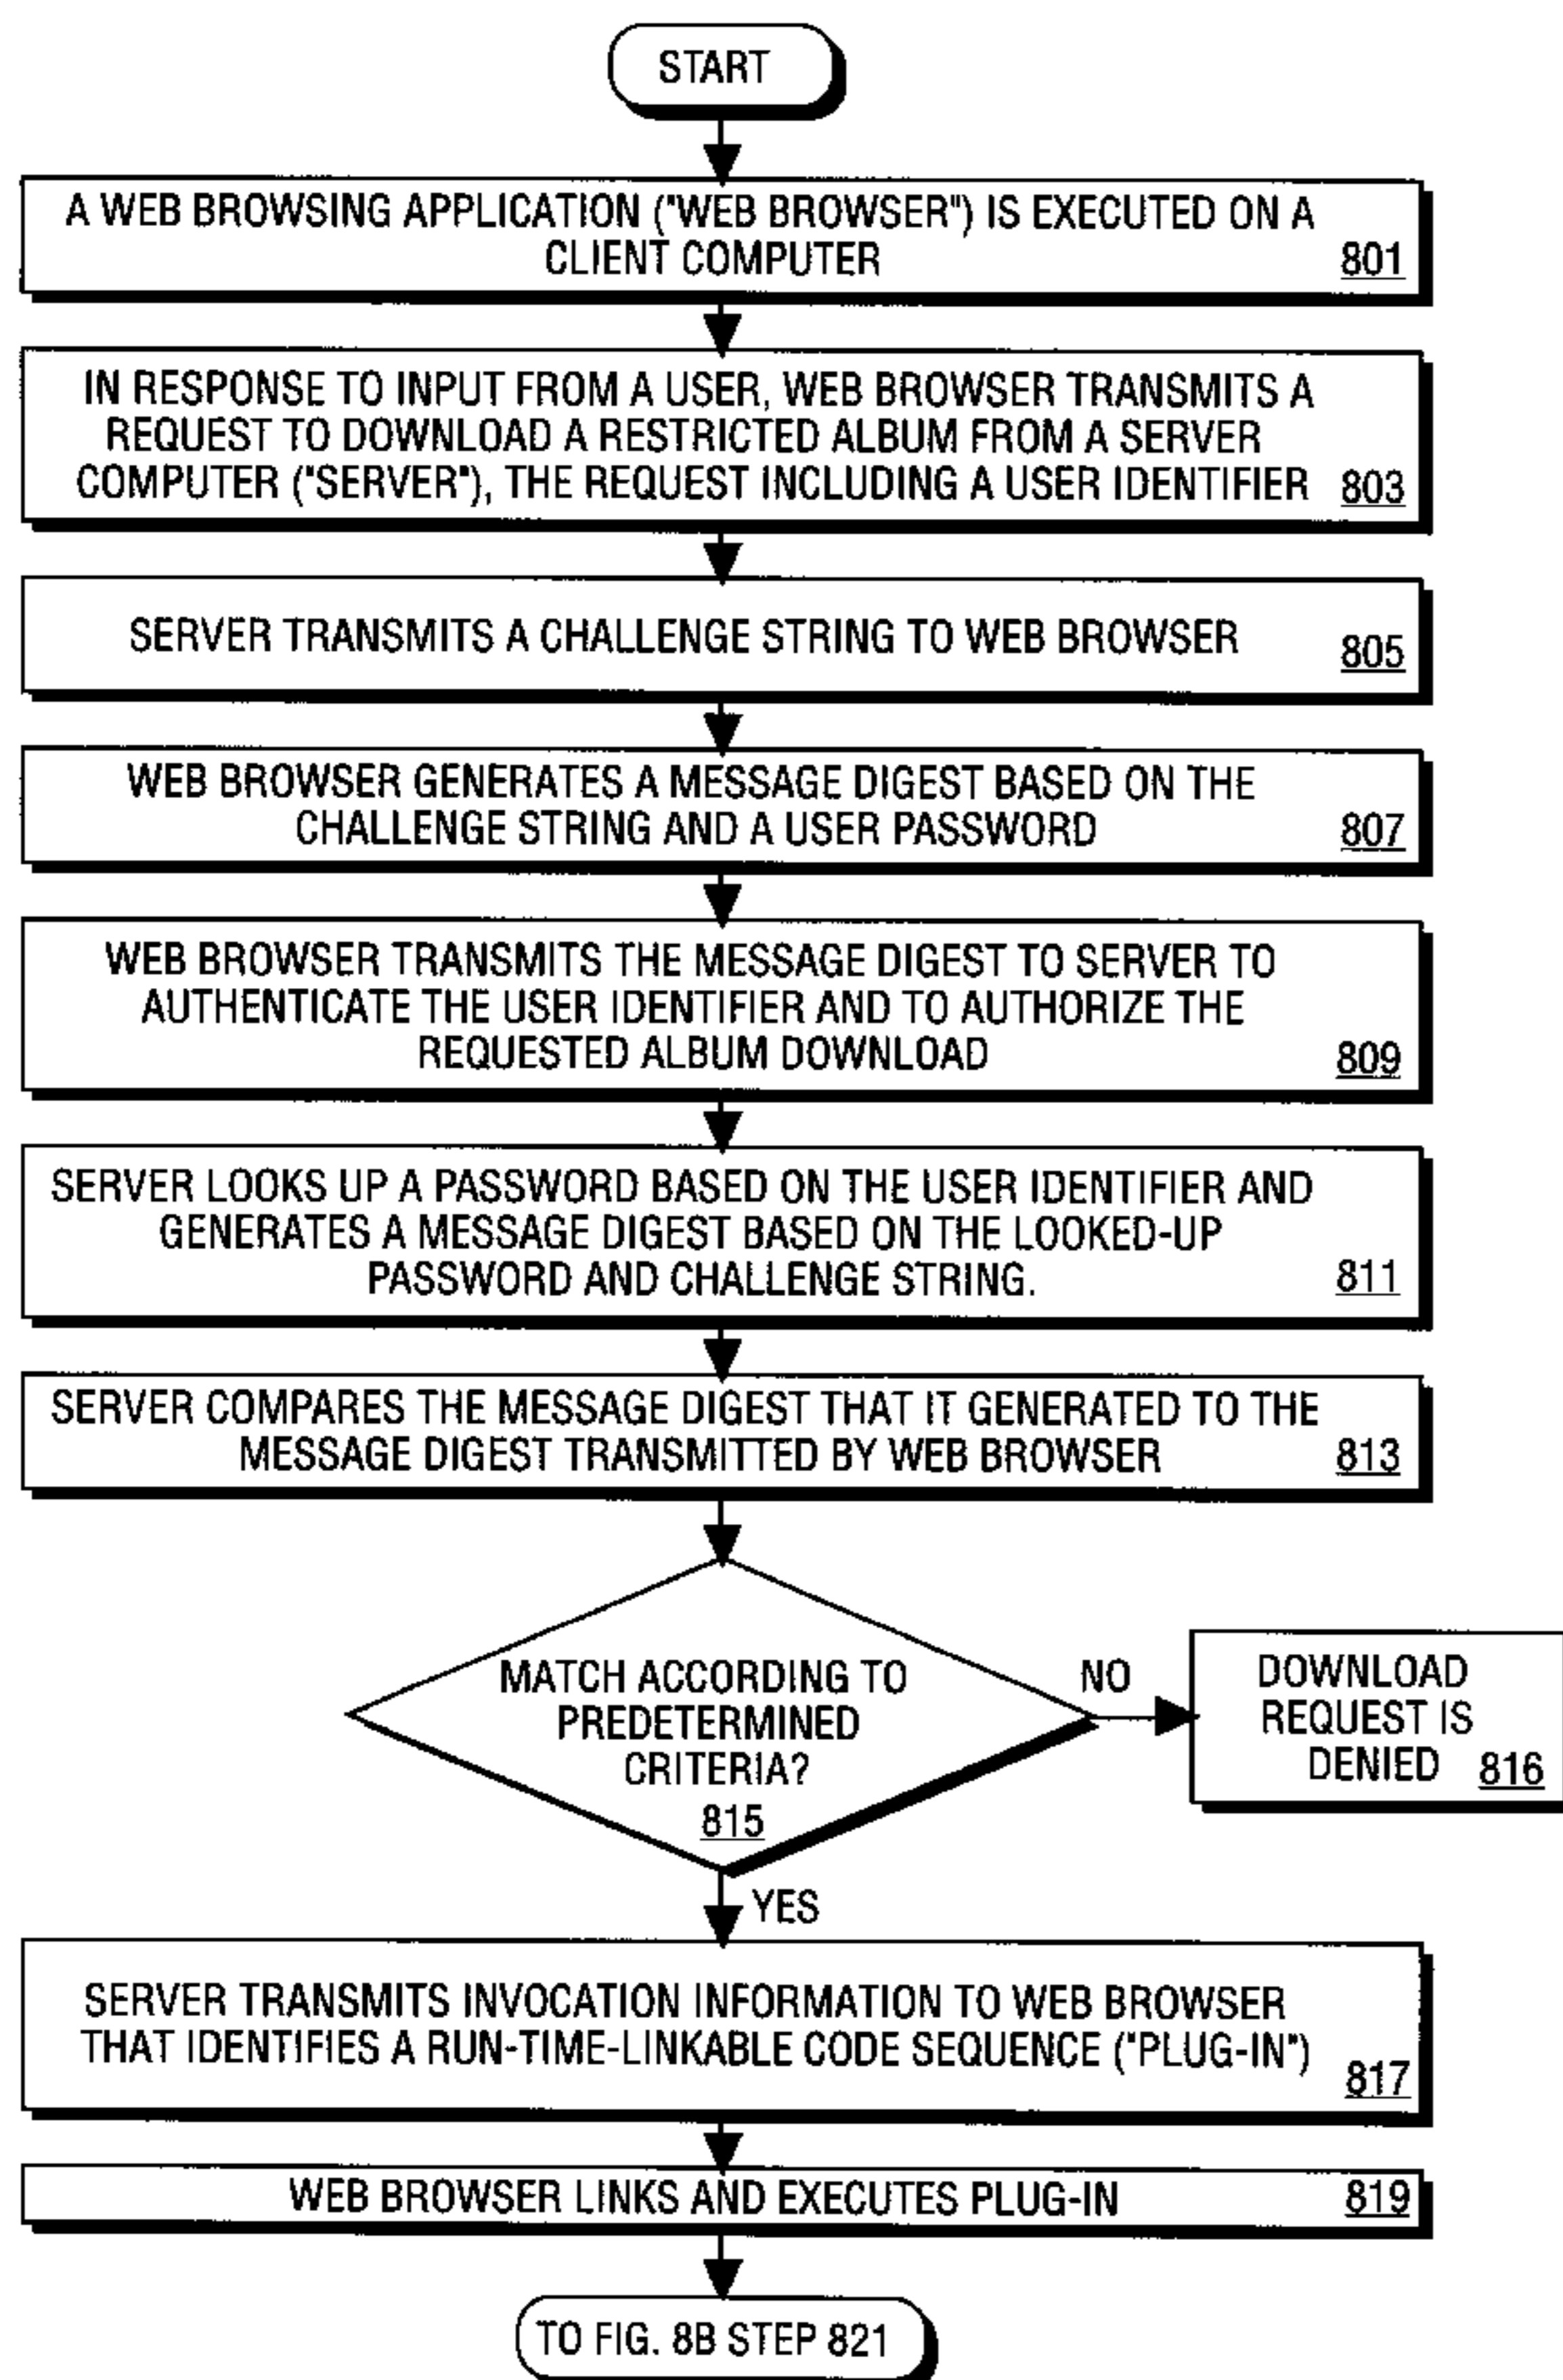 START
A WEB BROWSING APPLICATION ("WEB BROWSER") IS EXECUTED ON A
CLIENT COMPUTER
801
IN RESPONSE TO INPUT FROM A USER, WEB BROWSER TRANSMITS A
REQUEST TO DOWNLOAD A RESTRICTED ALBUM FROM A SERVER
COMPUTER ("SERVER"), THE REQUEST INCLUDING A USER IDENTIFIER
803
SERVER TRANSMITS A CHALLENGE STRING TO WEB BROWSER
805
WEB BROWSER GENERATES A MESSAGE DIGEST BASED ON THE
CHALLENGE STRING AND A USER PASSWORD
807
WEB BROWSER TRANSMITS THE MESSAGE DIGEST TO SERVER TO
AUTHENTICATE THE USER IDENTIFIER AND TO AUTHORIZE THE
REQUESTED ALBUM DOWNLOAD
809
SERVER LOOKS UP A PASSWORD BASED ON THE USER IDENTIFIER AND
GENERATES A MESSAGE DIGEST BASED ON THE LOOKED-UP
PASSWORD AND CHALLENGE STRING.
811
SERVER COMPARES THE MESSAGE DIGEST THAT IT GENERATED TO THE
MESSAGE DIGEST TRANSMITTED BY WEB BROWSER
813
MATCH ACCORDING TO
PREDETERMINED
CRITERIA?
815
NO
DOWNLOAD
REQUEST IS
DENIED
816
YES
SERVER TRANSMITS INVOCATION INFORMATION TO WEB BROWSER
THAT IDENTIFIES A RUN-TIME-LINKABLE CODE SEQUENCE ("PLUG-IN")
817
WEB BROWSER LINKS AND EXECUTES PLUG-IN
819
TO FIG. 8B STEP 821